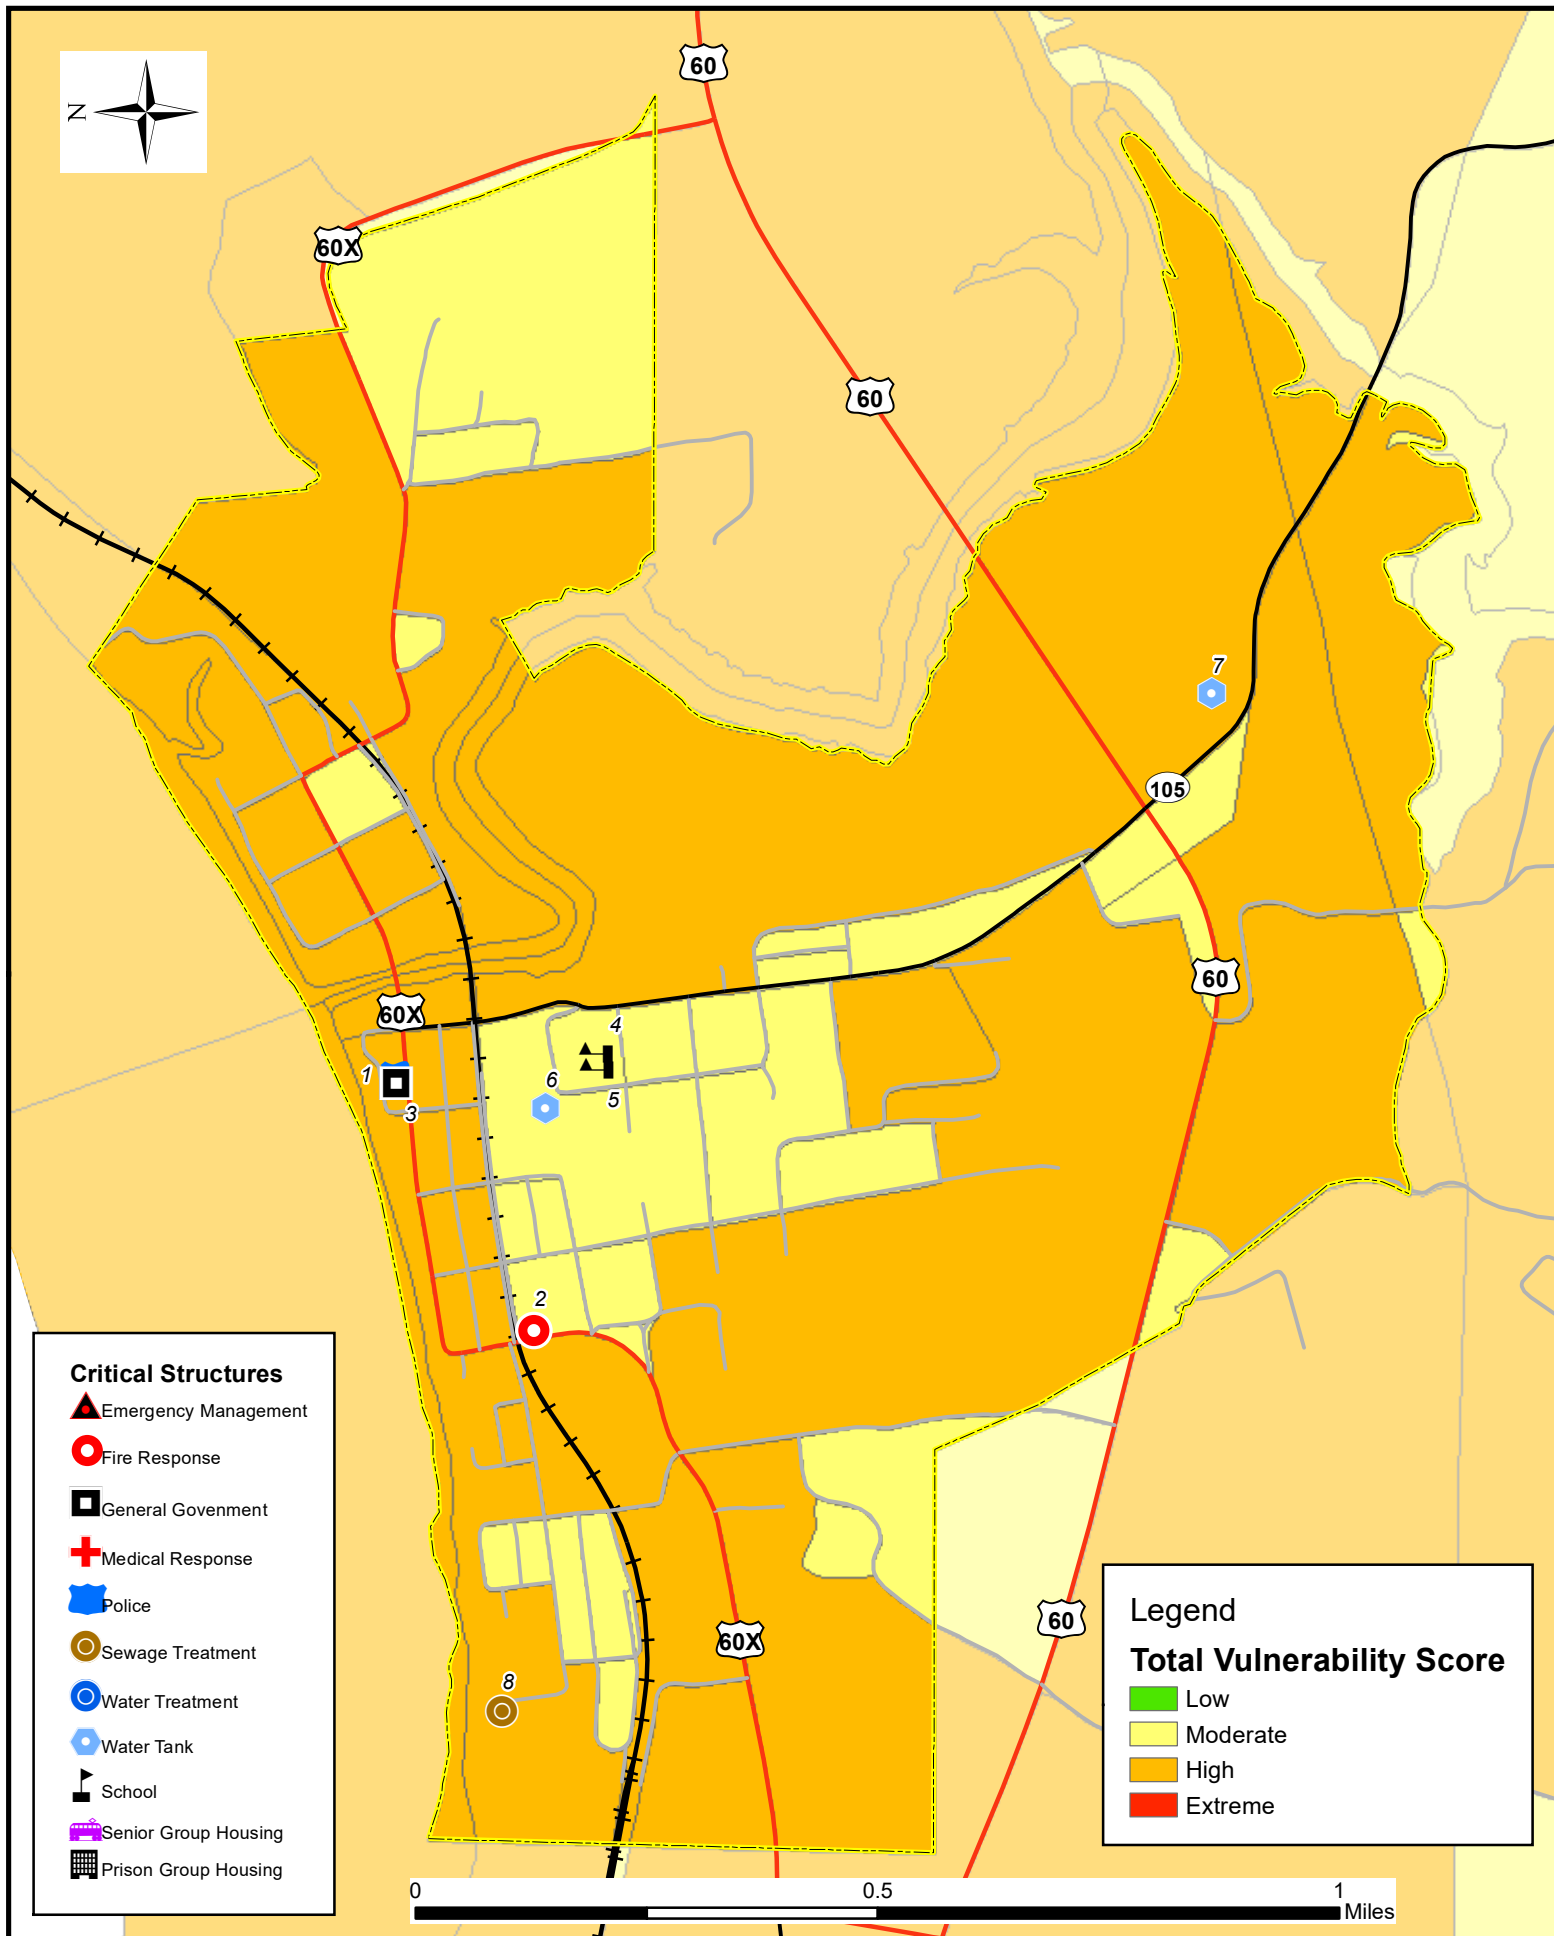 60
N
60X
60
7
105
60
60X
4
1
6
3
5
2
60
60X
8
Critical Structures
Emergency Management
Fire Response
General Govenment
Medical Response
Police
Sewage Treatment
Water Treatment
Water Tank
School
Senior Group Housing
Prison Group Housing
Legend
Total Vulnerability Score
Low
Moderate
High
Extreme
0 0.5 1
Miles